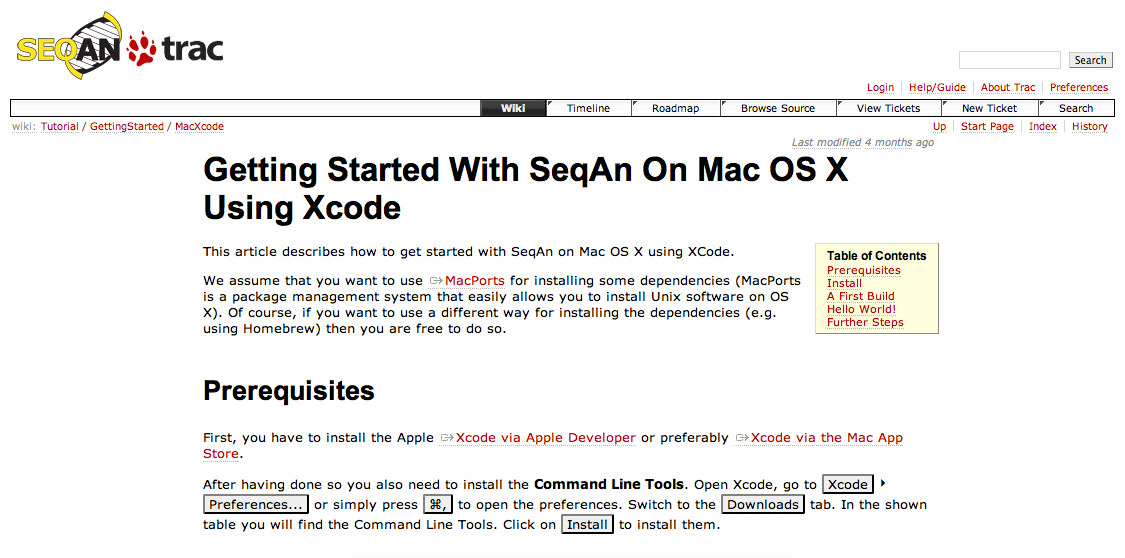 SEQAN trac
Search
Login Help/Guide About Trac Preferences
Wiki Timeline Roadmap Browse Source View Tickets New Ticket Search
wiki: Tutorial / GettingStarted / MacXcode
Up Start Page Index History
Last modified 4 months ago
Getting Started With SeqAn On Mac OS X
Using Xcode
This article describes how to get started with SeqAn on Mac OS X using XCode.
We assume that you want to use MacPorts for installing some dependencies (MacPorts
is a package management system that easily allows you to install Unix software on OS
X). Of course, if you want to use a different way for installing the dependencies (e.g.
using Homebrew) then you are free to do so.
Table of Contents
Prerequisites
Install
A First Build
Hello World!
Further Steps
Prerequisites
First, you have to install the Apple Xcode via Apple Developer or preferably Xcode via the Mac App
Store.
After having done so you also need to install the Command Line Tools. Open Xcode, go to Xcode
Preferences... or simply press ⌘, to open the preferences. Switch to the Downloads tab. In the shown
table you will find the Command Line Tools. Click on Install to install them.